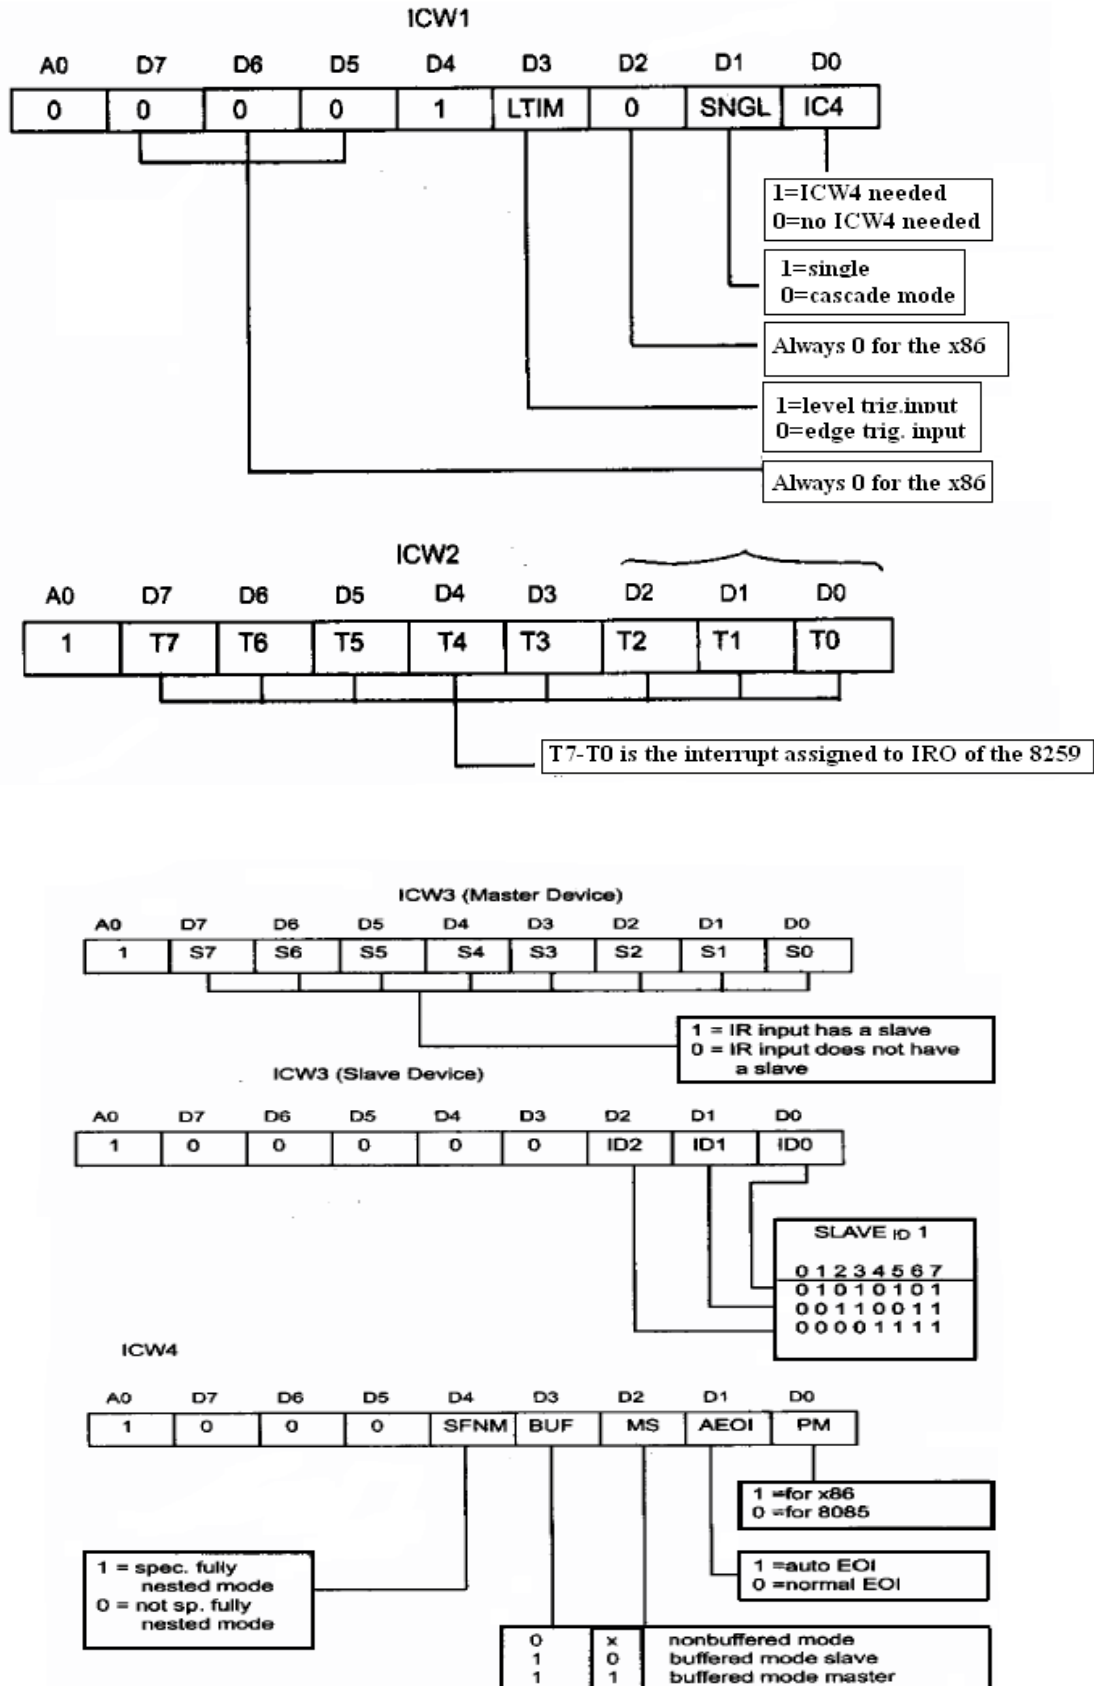 ICW1
A0 D7 D6 D5 D4 D3 D2 D1 D0
0 0 0 0 1 LTIM 0 SNGL IC4
1=ICW4 needed
0=no ICW4 needed
1=single
0=cascade mode
Always 0 for the x86
1=level trig.input
0=edge trig. input
Always 0 for the x86
ICW2
A0 D7 D6 D5 D4 D3 D2 D1 D0
1 T7 T6 T5 T4 T3 T2 T1 T0
T7-T0 is the interrupt assigned to IRO of the 8259
ICW3 (Master Device)
A0 D7 D6 D5 D4 D3 D2 D1 D0
1 S7 S6 S5 S4 S3 S2 S1 S0
1 = IR input has a slave
0 = IR input does not have
a slave
ICW3 (Slave Device)
A0 D7 D6 D5 D4 D3 D2 D1 D0
1 0 0 0 0 0 ID2 ID1 ID0
SLAVE ID 1
0 1 2 3 4 5 6 7
0 1 0 1 0 1 0 1
0 0 1 1 0 0 1 1
0 0 0 0 1 1 1 1
ICW4
A0 D7 D6 D5 D4 D3 D2 D1 D0
1 0 0 0 SFNM BUF MS AEOI PM
1 =for x86
0 =for 8085
1 =auto EOI
0 =normal EOI
1 = spec. fully
nested mode
0 = not sp. fully
nested mode
0 x nonbuffered mode
1 0 buffered mode slave
1 1 buffered mode master